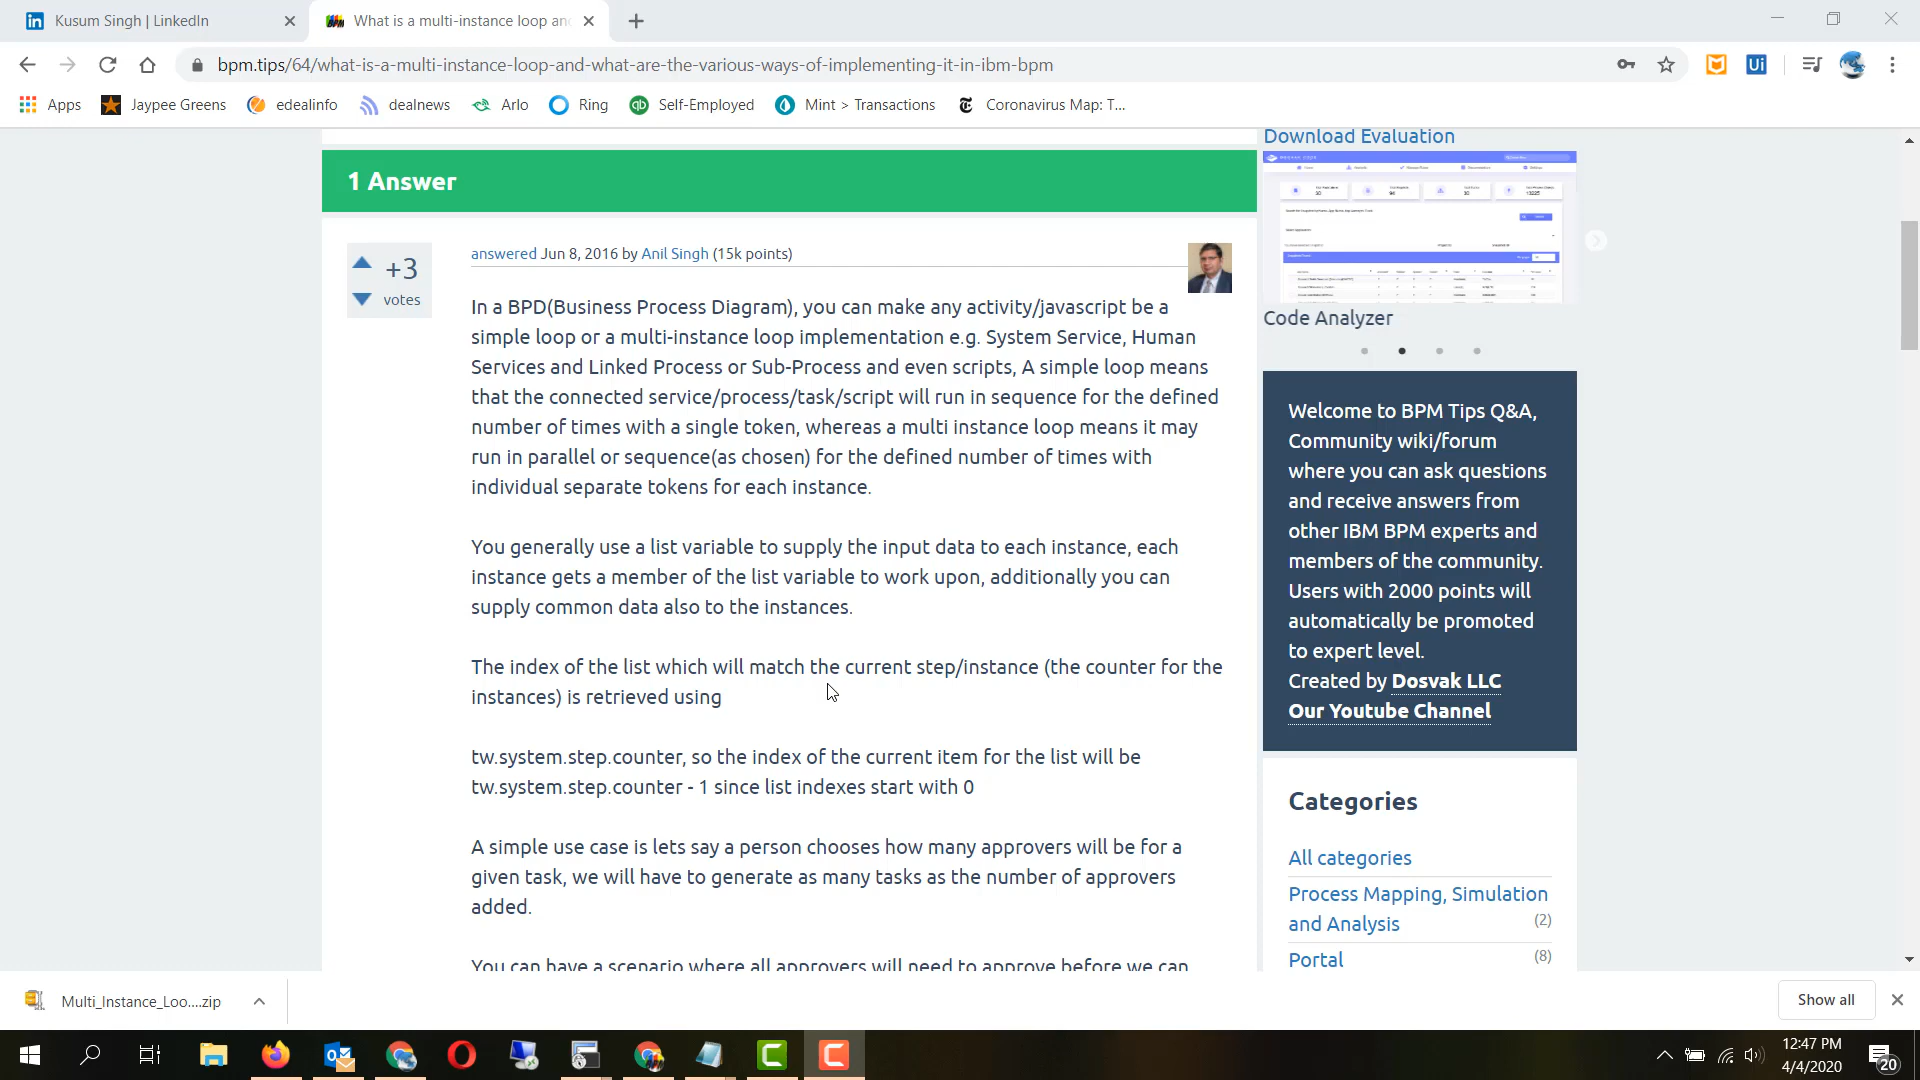 Kusum Singh | LinkedIn
What is a multi-instance loop and
bpm.tips/64/what-is-a-multi-instance-loop-and-what-are-the-various-ways-of-implementing-it-in-ibm-bpm
Apps
Jaypee Greens
edealinfo
dealnews
Arlo
Ring
Self-Employed
Mint > Transactions
Coronavirus Map: T...
1 Answer
+3
votes
answered Jun 8, 2016 by Anil Singh (15k points)
In a BPD(Business Process Diagram), you can make any activity/javascript be a
simple loop or a multi-instance loop implementation e.g. System Service, Human
Services and Linked Process or Sub-Process and even scripts, A simple loop means
that the connected service/process/task/script will run in sequence for the defined
number of times with a single token, whereas a multi instance loop means it may
run in parallel or sequence(as chosen) for the defined number of times with
individual separate tokens for each instance.
You generally use a list variable to supply the input data to each instance, each
instance gets a member of the list variable to work upon, additionally you can
supply common data also to the instances.
The index of the list which will match the current step/instance (the counter for the
instances) is retrieved using
tw.system.step.counter, so the index of the current item for the list will be
tw.system.step.counter - 1 since list indexes start with 0
A simple use case is lets say a person chooses how many approvers will be for a
given task, we will have to generate as many tasks as the number of approvers
added.
You can have a scenario where all approvers will need to approve before we can
Download Evaluation
Code Analyzer
Welcome to BPM Tips Q&A,
Community wiki/forum
where you can ask questions
and receive answers from
other IBM BPM experts and
members of the community.
Users with 2000 points will
automatically be promoted
to expert level.
Created by Dosvak LLC
Our Youtube Channel
Categories
All categories
Process Mapping, Simulation
and Analysis (2)
Portal (8)
Multi_Instance_Loo....zip
Show all
12:47 PM
4/4/2020
20